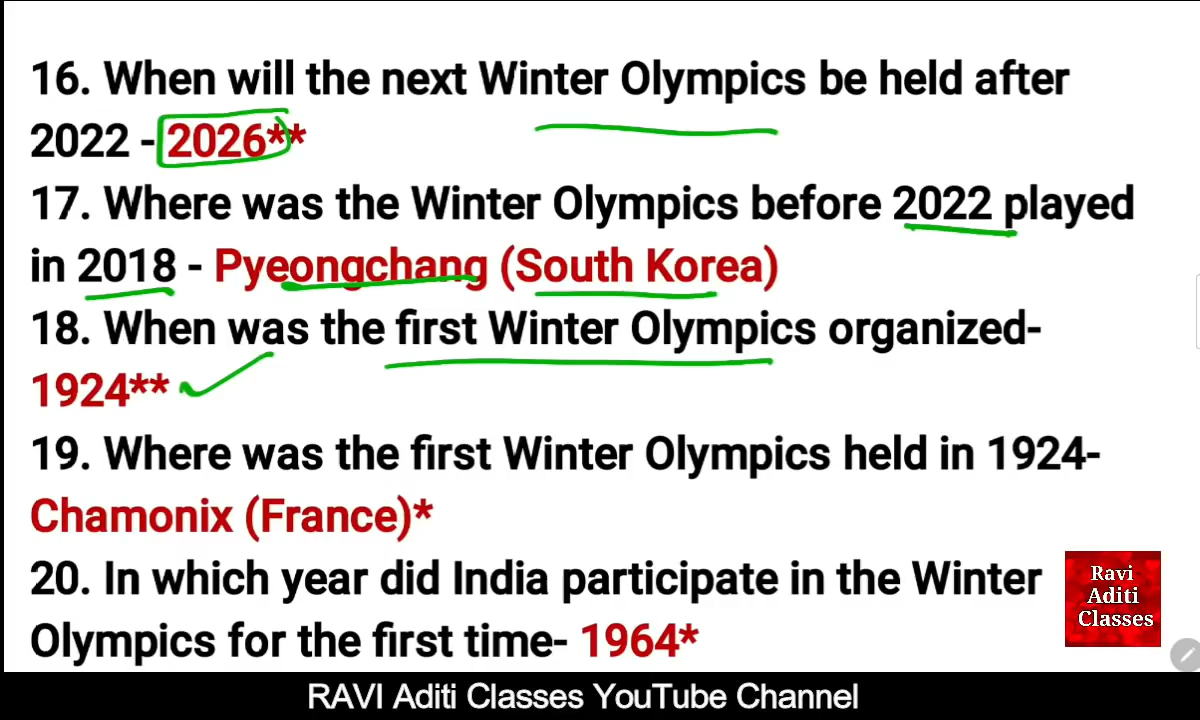 16. When will the next Winter Olympics be held after
2022 - 2026**
17. Where was the Winter Olympics before 2022 played
in 2018 - Pyeongchang (South Korea)
18. When was the first Winter Olympics organized-
1924**
19. Where was the first Winter Olympics held in 1924-
Chamonix (France)*
20. In which year did India participate in the Winter
Olympics for the first time- 1964*
Ravi
Aditi
Classes
RAVI Aditi Classes YouTube Channel